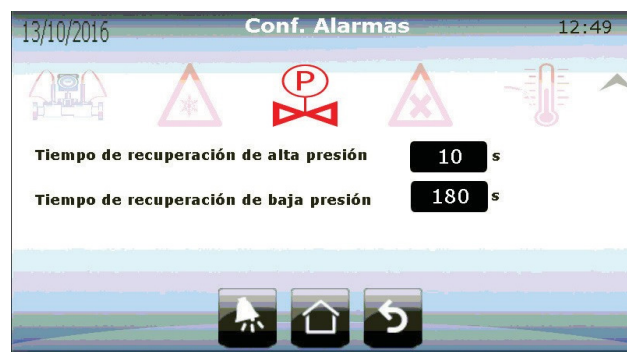 13/10/2016 Conf. Alarmas 12:49
P
Tiempo de recuperación de alta presión 10 s
Tiempo de recuperación de baja presión 180 s